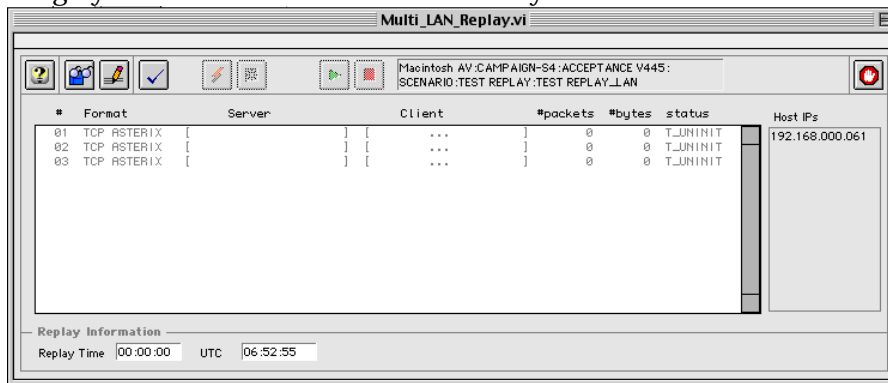 Multi_LAN_Replay.vi
Macintosh AV:CAMPAIGN-S4:ACCEPTANCE V445:
SCENARIO:TEST REPLAY:TEST REPLAY_LAN
# Format Server Client #packets #bytes status Host IPs
01 TCP ASTERIX [ ] [ ... ] 0 0 T_UNINIT 192.168.000.061
02 TCP ASTERIX [ ] [ ... ] 0 0 T_UNINIT
03 TCP ASTERIX [ ] [ ... ] 0 0 T_UNINIT
Replay Information
Replay Time 00:00:00 UTC 06:52:55